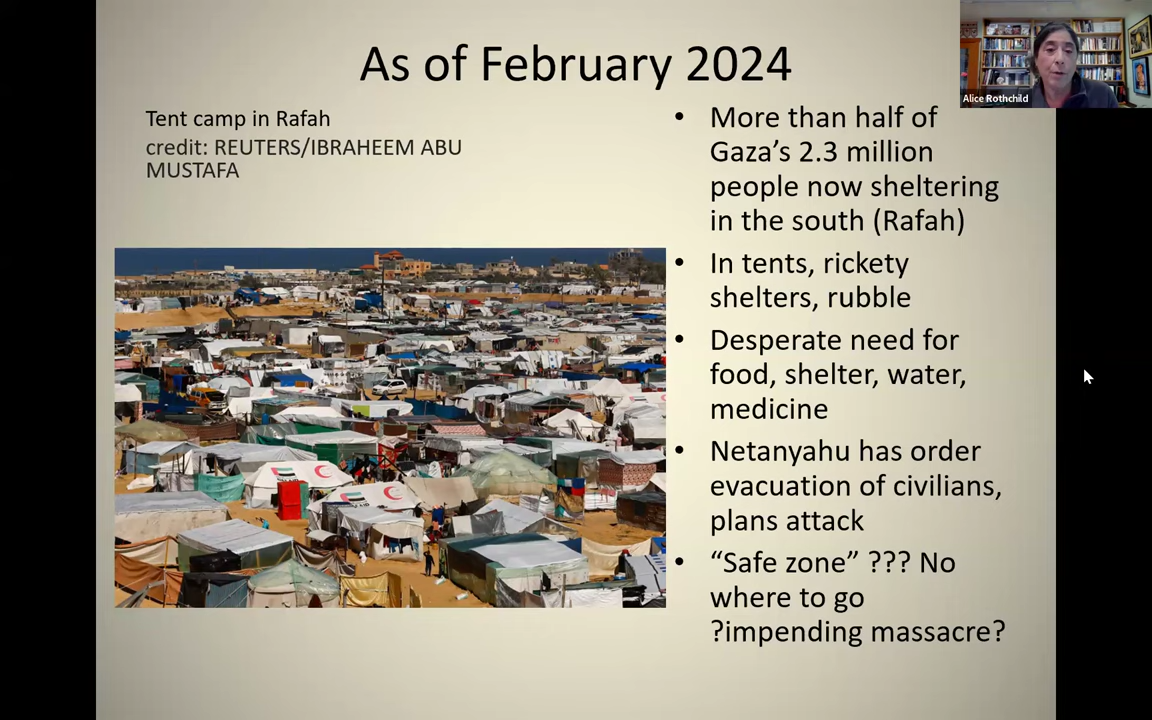 As of February 2024
Alice Rothchild
Tent camp in Rafah
credit: REUTERS/IBRAHEEM ABU
MUSTAFA
• More than half of
Gaza’s 2.3 million
people now sheltering
in the south (Rafah)
• In tents, rickety
shelters, rubble
• Desperate need for
food, shelter, water,
medicine
• Netanyahu has order
evacuation of civilians,
plans attack
• “Safe zone” ??? No
where to go
?impending massacre?